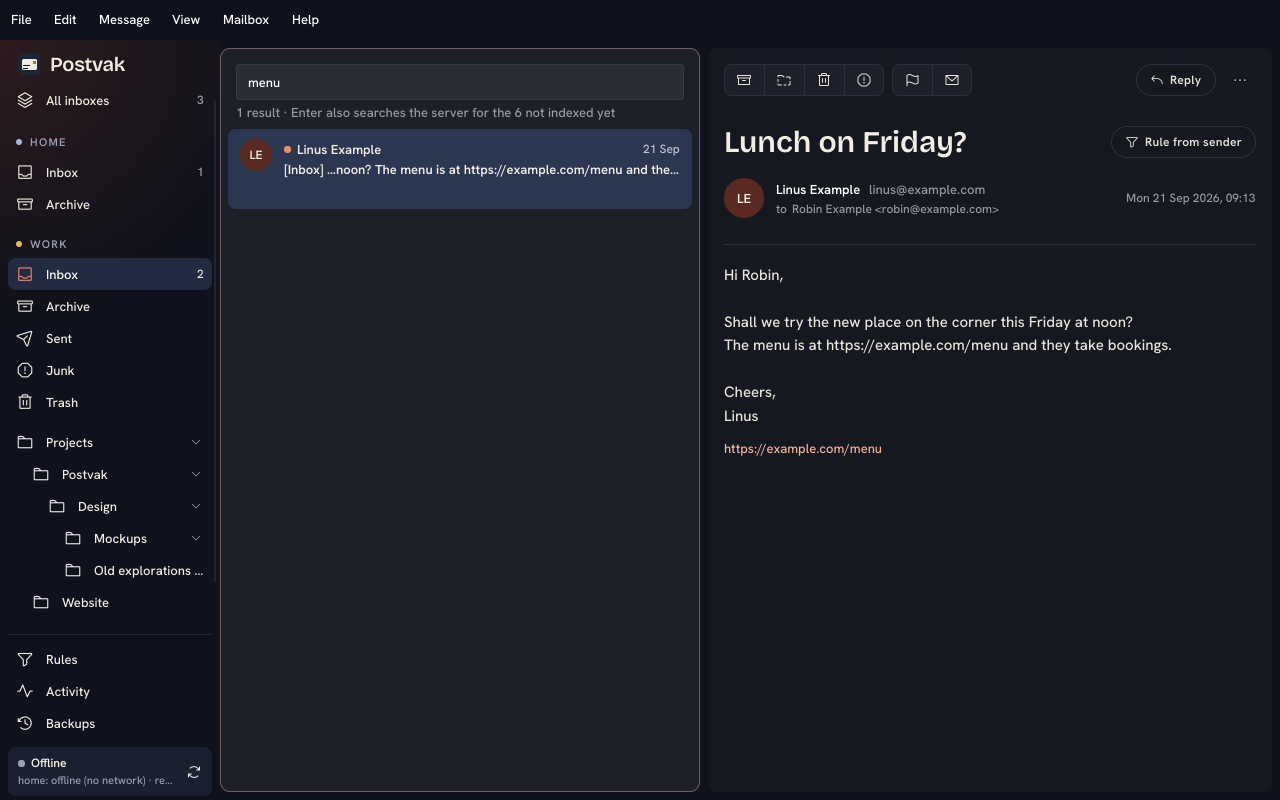 File Edit Message View Mailbox Help
Postvak
All inboxes 3
HOME
Inbox 1
Archive
WORK
Inbox 2
Archive
Sent
Junk
Trash
Projects
Postvak
Design
Mockups
Old explorations ...
Website
Rules
Activity
Backups
Offline
home: offline (no network) · re...
menu
1 result · Enter also searches the server for the 6 not indexed yet
LE
Linus Example 21 Sep
[Inbox] ...noon? The menu is at https://example.com/menu and the...
Reply
Lunch on Friday?
Rule from sender
LE
Linus Example linus@example.com
to Robin Example <robin@example.com>
Mon 21 Sep 2026, 09:13
Hi Robin,
Shall we try the new place on the corner this Friday at noon?
The menu is at https://example.com/menu and they take bookings.
Cheers,
Linus
https://example.com/menu